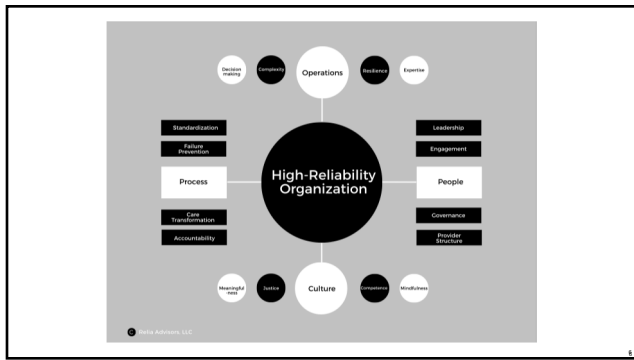 Decision
making
Complexity
Operations
Resilience
Expertise
Standardization
Failure
Prevention
Process
Care
Transformation
Accountability
High-Reliability
Organization
Leadership
Engagement
People
Governance
Provider
Structure
Meaningful
-ness
Justice
Culture
Competence
Mindfulness
C Relia Advisors, LLC